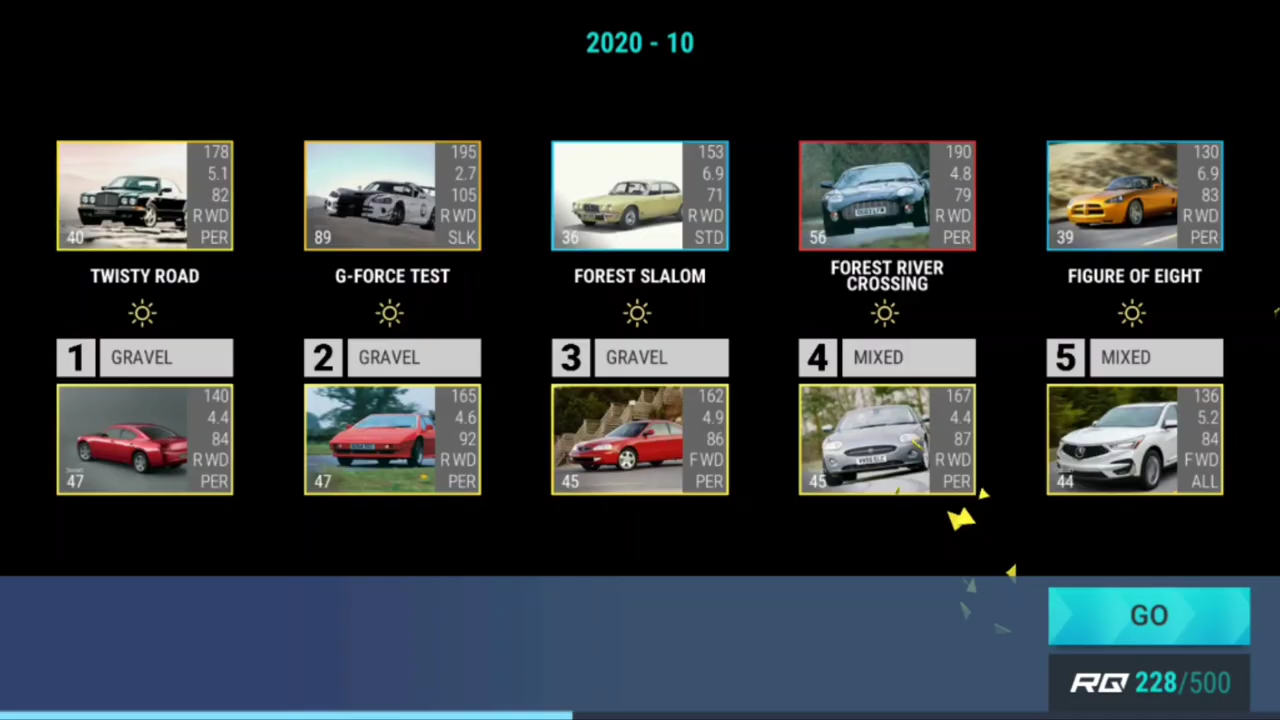 2020 - 10
178
5.1
82
RWD
PER
40
195
2.7
105
RWD
SLK
89
153
6.9
71
RWD
STD
36
190
4.8
79
RWD
PER
56
130
6.9
83
RWD
PER
39
TWISTY ROAD
G-FORCE TEST
FOREST SLALOM
FOREST RIVER
CROSSING
FIGURE OF EIGHT
1 GRAVEL
2 GRAVEL
3 GRAVEL
4 MIXED
5 MIXED
140
4.4
84
RWD
PER
47
165
4.6
92
RWD
PER
47
162
4.9
86
FWD
PER
45
167
4.4
87
RWD
PER
45
136
5.2
84
FWD
ALL
44
GO
RQ 228/500